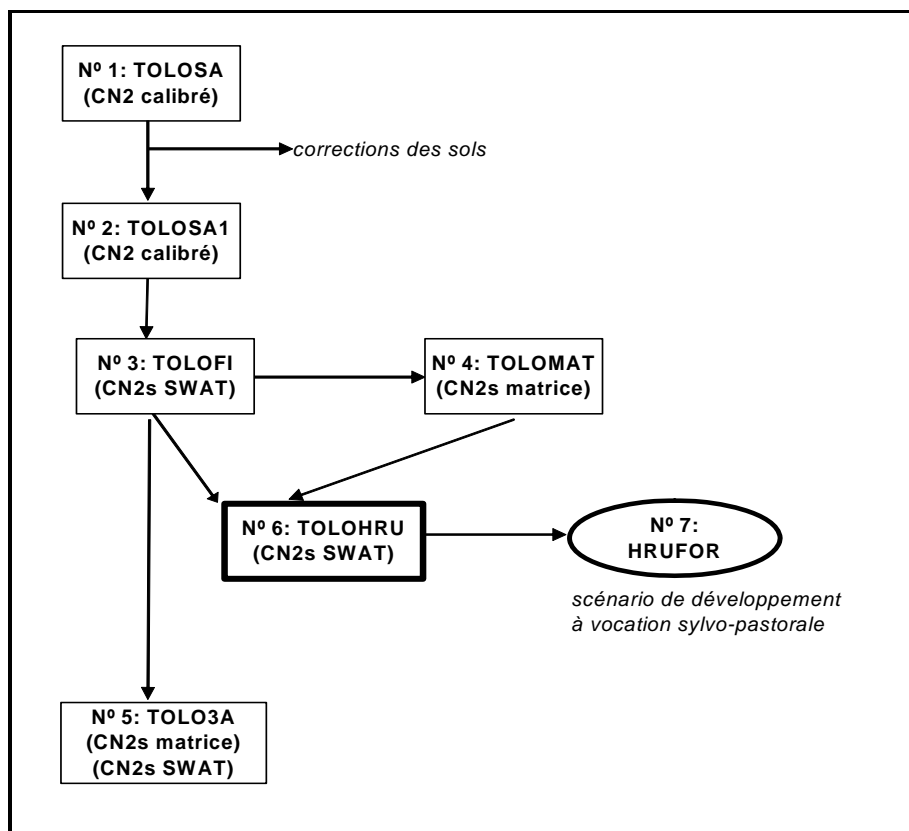 Nº 1: TOLOSA
(CN2 calibré)
corrections des sols
Nº 2: TOLOSA1
(CN2 calibré)
Nº 3: TOLOFI
(CN2s SWAT)
Nº 4: TOLOMAT
(CN2s matrice)
Nº 6: TOLOHRU
(CN2s SWAT)
Nº 7:
HRUFOR
scénario de développement
à vocation sylvo-pastorale
Nº 5: TOLO3A
(CN2s matrice)
(CN2s SWAT)